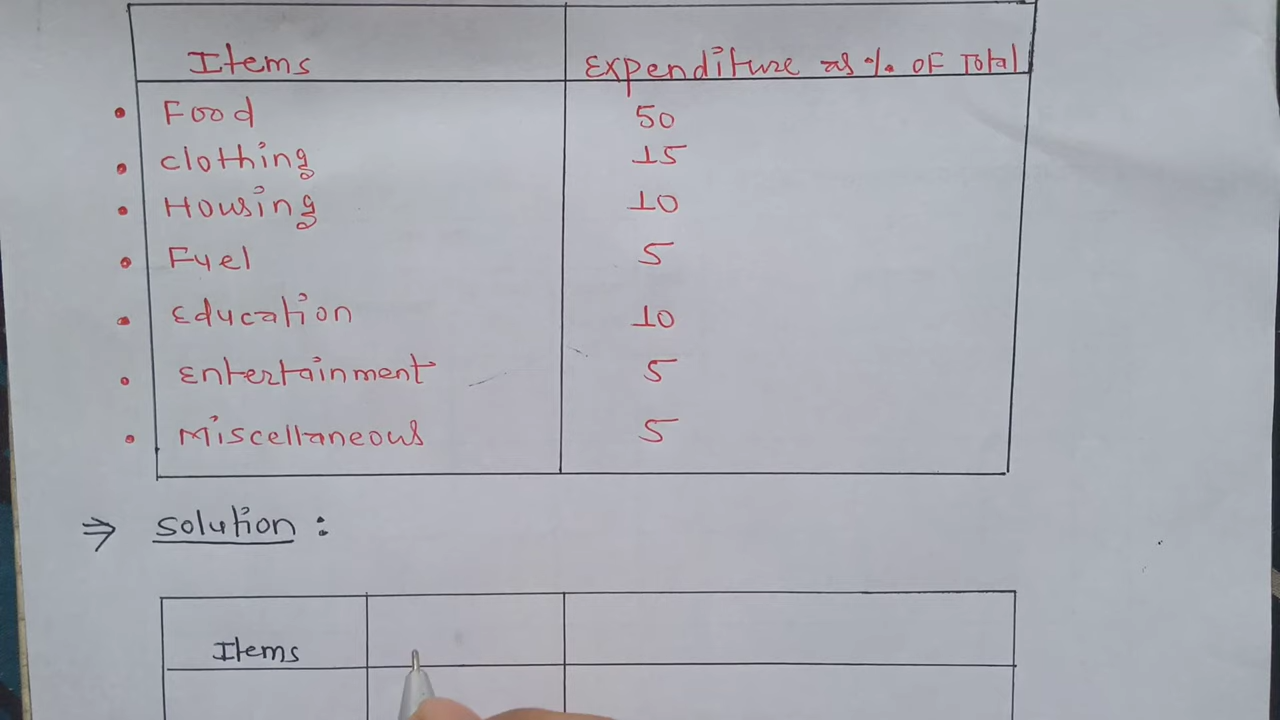 Items Expenditure as % OF Total
• Food 50
• clothing 15
• Housing 10
• Fuel 5
• Education 10
• Entertainment 5
• Miscellaneous 5
⇒ Solution :
Items